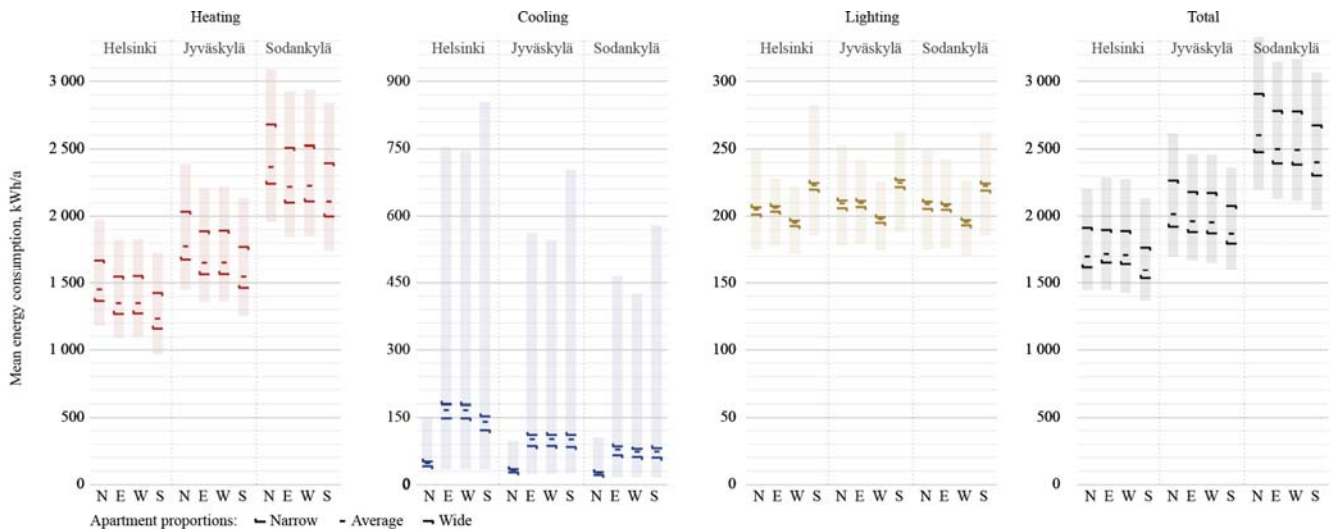 Heating Cooling Lighting Total
Helsinki Jyväskylä Sodankylä Helsinki Jyväskylä Sodankylä Helsinki Jyväskylä Sodankylä Helsinki Jyväskylä Sodankylä
3 000 900 300 3 000
2 500 750 250 2 500
2 000 600 200 2 000
1 500 450 150 1 500
1 000 300 100 1 000
500 150 50 500
0 0 0 0
Mean energy consumption, kWh/a
N E W S N E W S N E W S N E W S N E W S N E W S N E W S N E W S N E W S N E W S N E W S N E W S
Apartment proportions: Narrow Average Wide